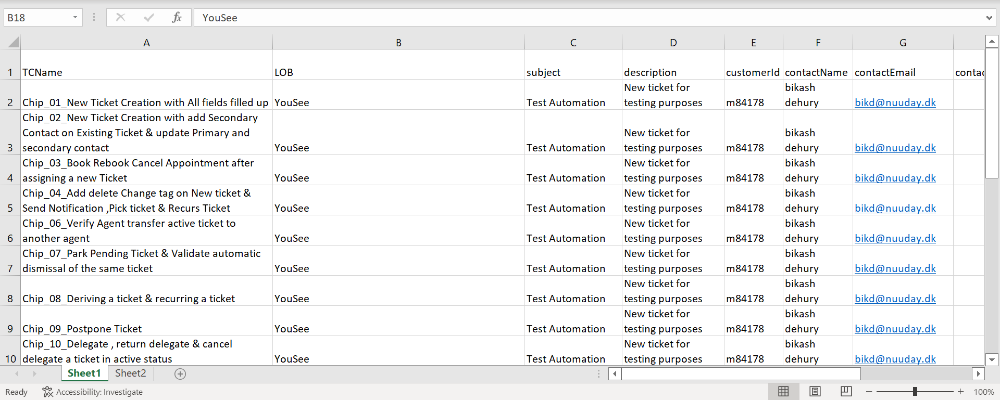 B18
fx
YouSee
A B C D E F G
1 TCName LOB subject description customerId contactName contactEmail contac
New ticket for bikash
2 Chip_01_New Ticket Creation with All fields filled up YouSee Test Automation testing purposes m84178 dehury bikd@nuuday.dk
Chip_02_New Ticket Creation with add Secondary
Contact on Existing Ticket & update Primary and New ticket for bikash
3 secondary contact YouSee Test Automation testing purposes m84178 dehury bikd@nuuday.dk
Chip_03_Book Rebook Cancel Appointment after New ticket for bikash
4 assigning a new Ticket YouSee Test Automation testing purposes m84178 dehury bikd@nuuday.dk
Chip_04_Add delete Change tag on New ticket & New ticket for bikash
5 Send Notification ,Pick ticket & Recurs Ticket YouSee Test Automation testing purposes m84178 dehury bikd@nuuday.dk
Chip_06_Verify Agent transfer active ticket to New ticket for bikash
6 another agent YouSee Test Automation testing purposes m84178 dehury bikd@nuuday.dk
Chip_07_Park Pending Ticket & Validate automatic New ticket for bikash
7 dismissal of the same ticket YouSee Test Automation testing purposes m84178 dehury bikd@nuuday.dk
New ticket for bikash
8 Chip_08_Deriving a ticket & recurring a ticket YouSee Test Automation testing purposes m84178 dehury bikd@nuuday.dk
New ticket for bikash
9 Chip_09_Postpone Ticket YouSee Test Automation testing purposes m84178 dehury bikd@nuuday.dk
Chip_10_Delegate , return delegate & cancel New ticket for bikash
10 delegate a ticket in active status YouSee Test Automation testing purposes m84178 dehury bikd@nuuday.dk
Sheet1 Sheet2
Ready Accessibility: Investigate 100%